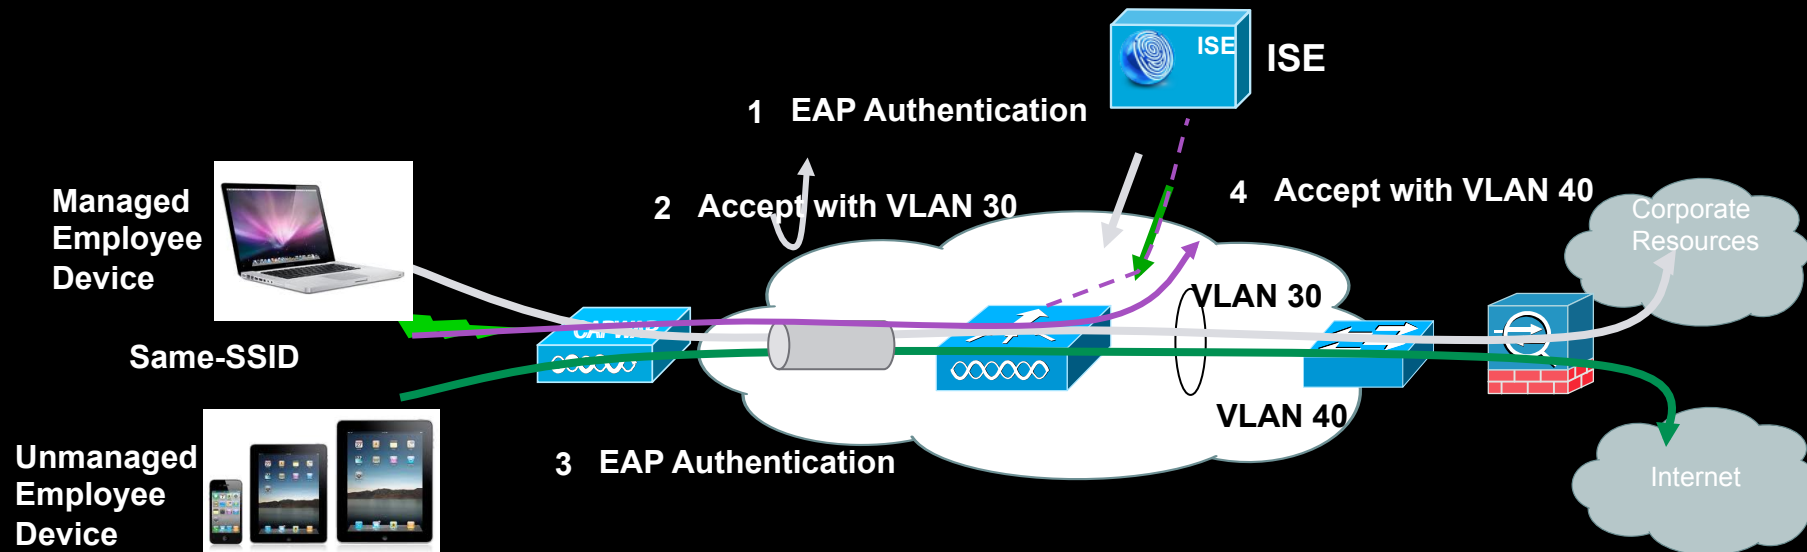 ISE
ISE
1 EAP Authentication
2 Accept with VLAN 30
4 Accept with VLAN 40
Managed
Employee
Device
Corporate
Resources
VLAN 30
Same-SSID
VLAN 40
Unmanaged
Employee
Device
3 EAP Authentication
Internet